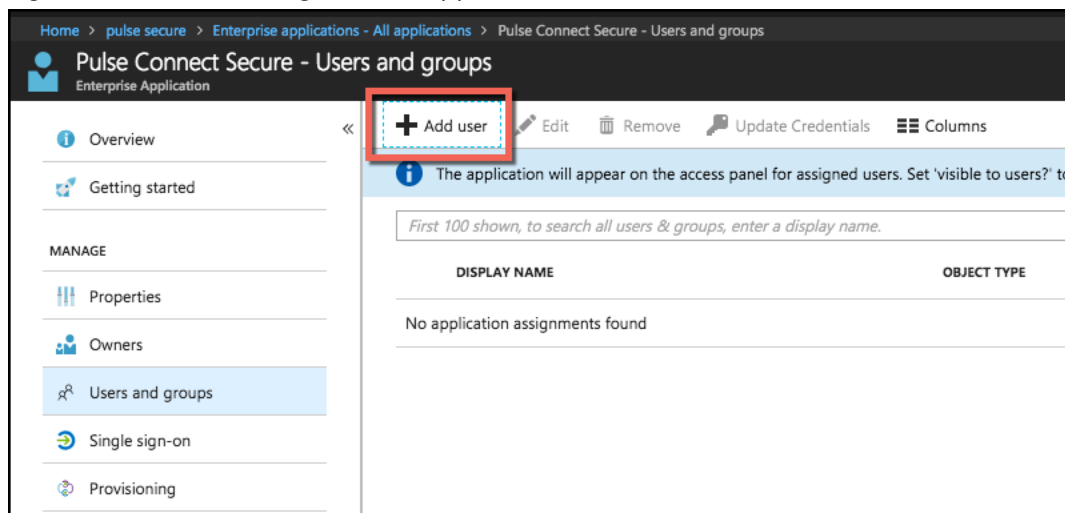 Home > pulse secure > Enterprise applications - All applications > Pulse Connect Secure - Users and groups
Pulse Connect Secure - Users and groups
Enterprise Application
«
Overview
Getting started
MANAGE
Properties
Owners
Users and groups
Single sign-on
Provisioning
Add user Edit Remove Update Credentials Columns
The application will appear on the access panel for assigned users. Set 'visible to users?' to
First 100 shown, to search all users & groups, enter a display name.
DISPLAY NAME OBJECT TYPE
No application assignments found